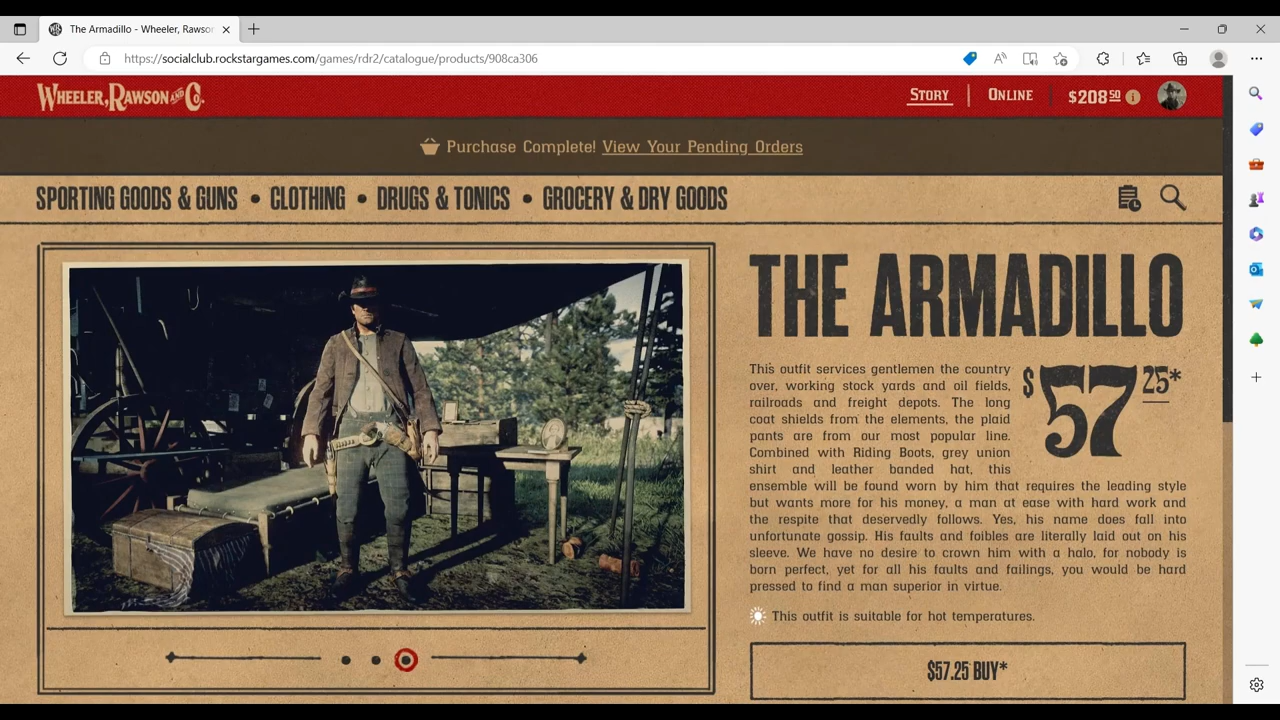 The Armadillo - Wheeler, Rawson
https://socialclub.rockstargames.com/games/rdr2/catalogue/products/908ca306
WHEELER, RAWSON AND CO.
STORY
ONLINE
$208 50
Purchase Complete! View Your Pending Orders
SPORTING GOODS & GUNS • CLOTHING • DRUGS & TONICS • GROCERY & DRY GOODS
THE ARMADILLO
$57 25*
This outfit services gentlemen the country
over, working stock yards and oil fields,
railroads and freight depots. The long
coat shields from the elements, the plaid
pants are from our most popular line.
Combined with Riding Boots, grey union
shirt and leather banded hat, this
ensemble will be found worn by him that requires the leading style
but wants more for his money, a man at ease with hard work and
the respite that deservedly follows. Yes, his name does fall into
unfortunate gossip. His faults and foibles are literally laid out on his
sleeve. We have no desire to crown him with a halo, for nobody is
born perfect, yet for all his faults and failings, you would be hard
pressed to find a man superior in virtue.
This outfit is suitable for hot temperatures.
$57.25 BUY*